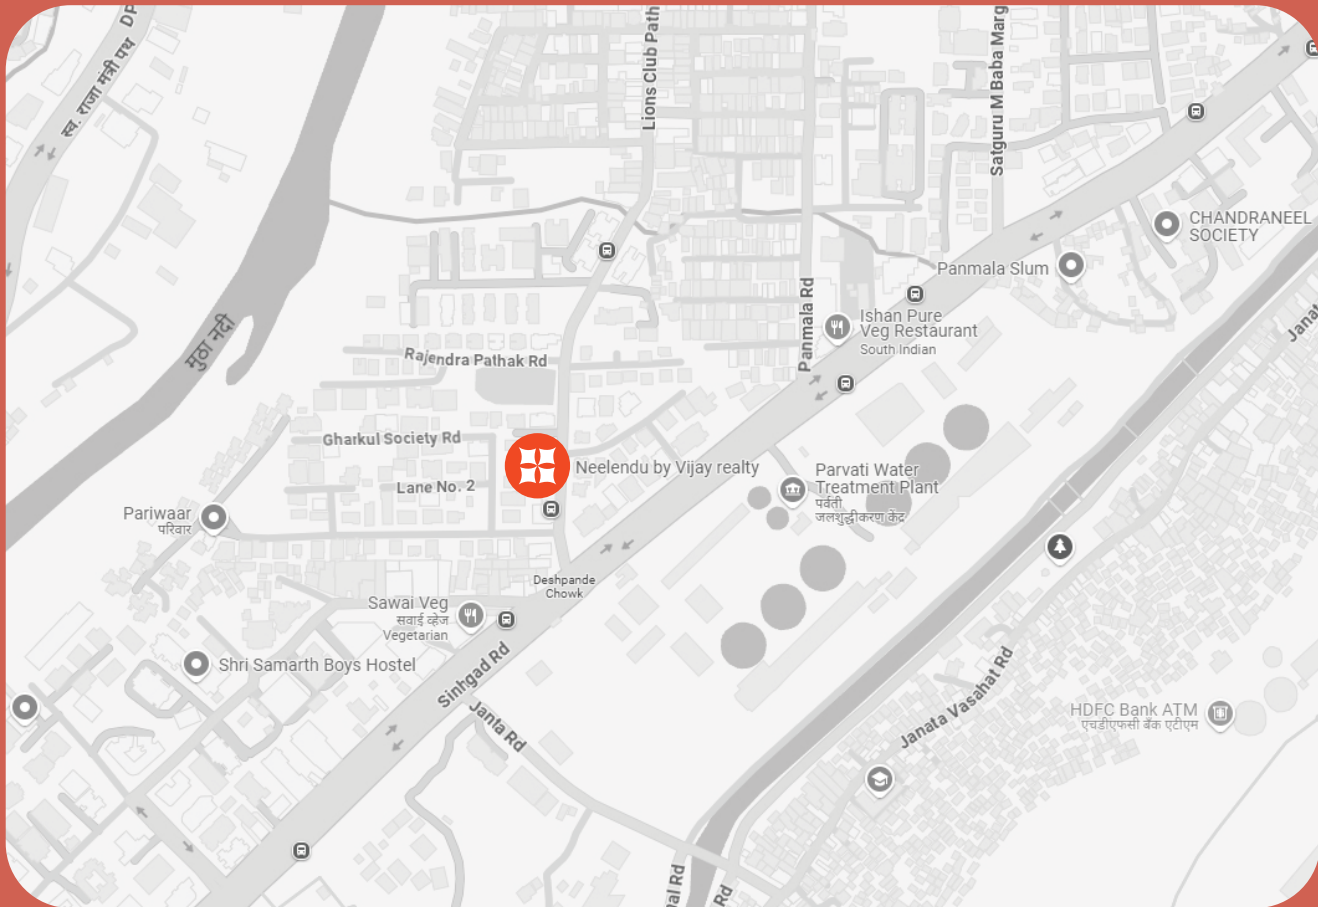 DP
स्व. राजा मंत्री पथ
Lions Club Path
Satguru M Baba Marg
CHANDRANEEL
SOCIETY
Panmala Slum
Panmala Rd
Ishan Pure
Veg Restaurant
South Indian
मुठा नदी
Rajendra Pathak Rd
Gharkul Society Rd
Neelendu by Vijay realty
Lane No. 2
Parvati Water
Treatment Plant
पर्वती
जलशुद्धीकरण केंद्र
Pariwaar
परिवार
Deshpande
Chowk
Sawai Veg
सवाई व्हेज
Vegetarian
Shri Samarth Boys Hostel
Sinhgad Rd
Janta Rd
Janata Vasahat Rd
HDFC Bank ATM
एचडीएफसी बँक एटीएम
Rd